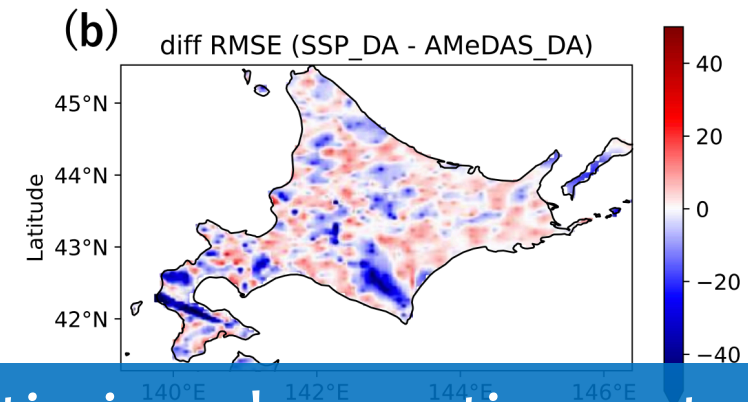 (b)
diff RMSE (SSP_DA - AMeDAS_DA)
45°N
44°N
43°N
42°N
Latitude
140°E 142°E 144°E 146°E
40
20
0
−20
−40